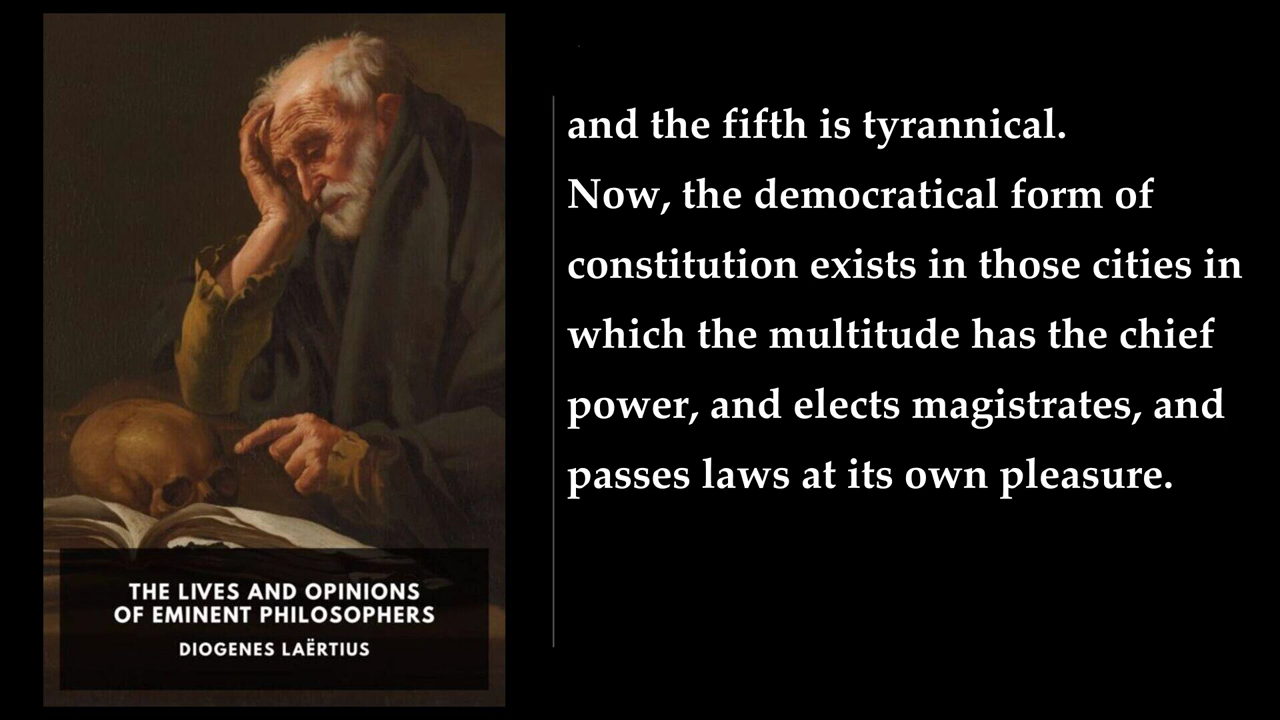 THE LIVES AND OPINIONS
OF EMINENT PHILOSOPHERS
DIOGENES LAËRTIUS
and the fifth is tyrannical.
Now, the democratical form of
constitution exists in those cities in
which the multitude has the chief
power, and elects magistrates, and
passes laws at its own pleasure.